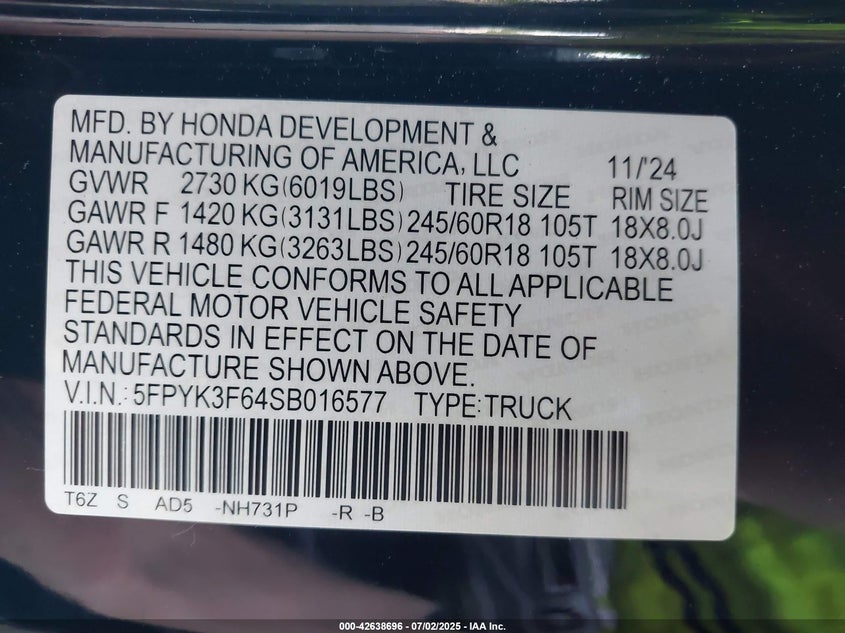 MFD. BY HONDA DEVELOPMENT &
MANUFACTURING OF AMERICA, LLC 11/'24
GVWR 2730 KG(6019LBS) TIRE SIZE RIM SIZE
GAWR F 1420 KG(3131LBS) 245/60R18 105T 18X8.0J
GAWR R 1480 KG(3263LBS) 245/60R18 105T 18X8.0J
THIS VEHICLE CONFORMS TO ALL APPLICABLE
FEDERAL MOTOR VEHICLE SAFETY
STANDARDS IN EFFECT ON THE DATE OF
MANUFACTURE SHOWN ABOVE.
V.I.N.: 5FPYK3F64SB016577 TYPE: TRUCK
T6Z S AD5 -NH731P -R -B
000-42638696 - 07/02/2025 - IAA Inc.